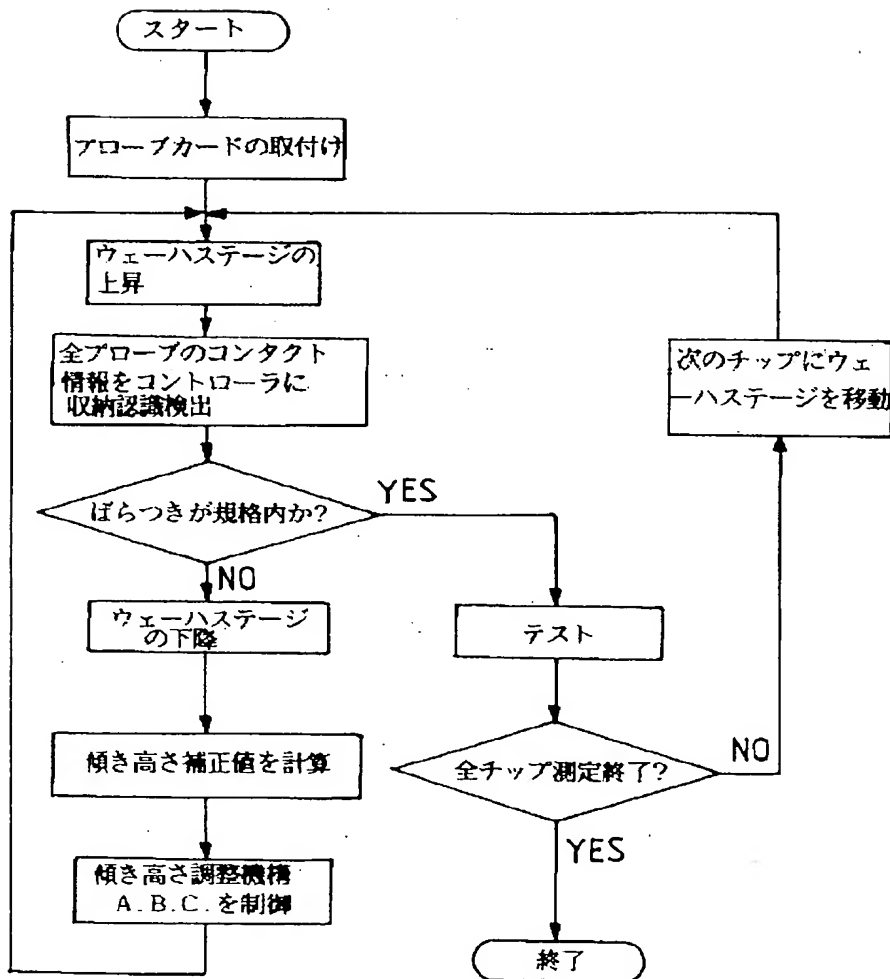 スタート
プローブカードの取付け
ウェーハステージの
上昇
全プローブのコンタクト
情報をコントローラに
収納認識検出
ばらつきが規格内か?
YES
NO
ウェーハステージ
の下降
傾き高さ補正値を計算
傾き高さ調整機構
A.B.C.を制御
テスト
全チップ測定終了?
NO
YES
終了
次のチップにウェ
ーハステージを移動